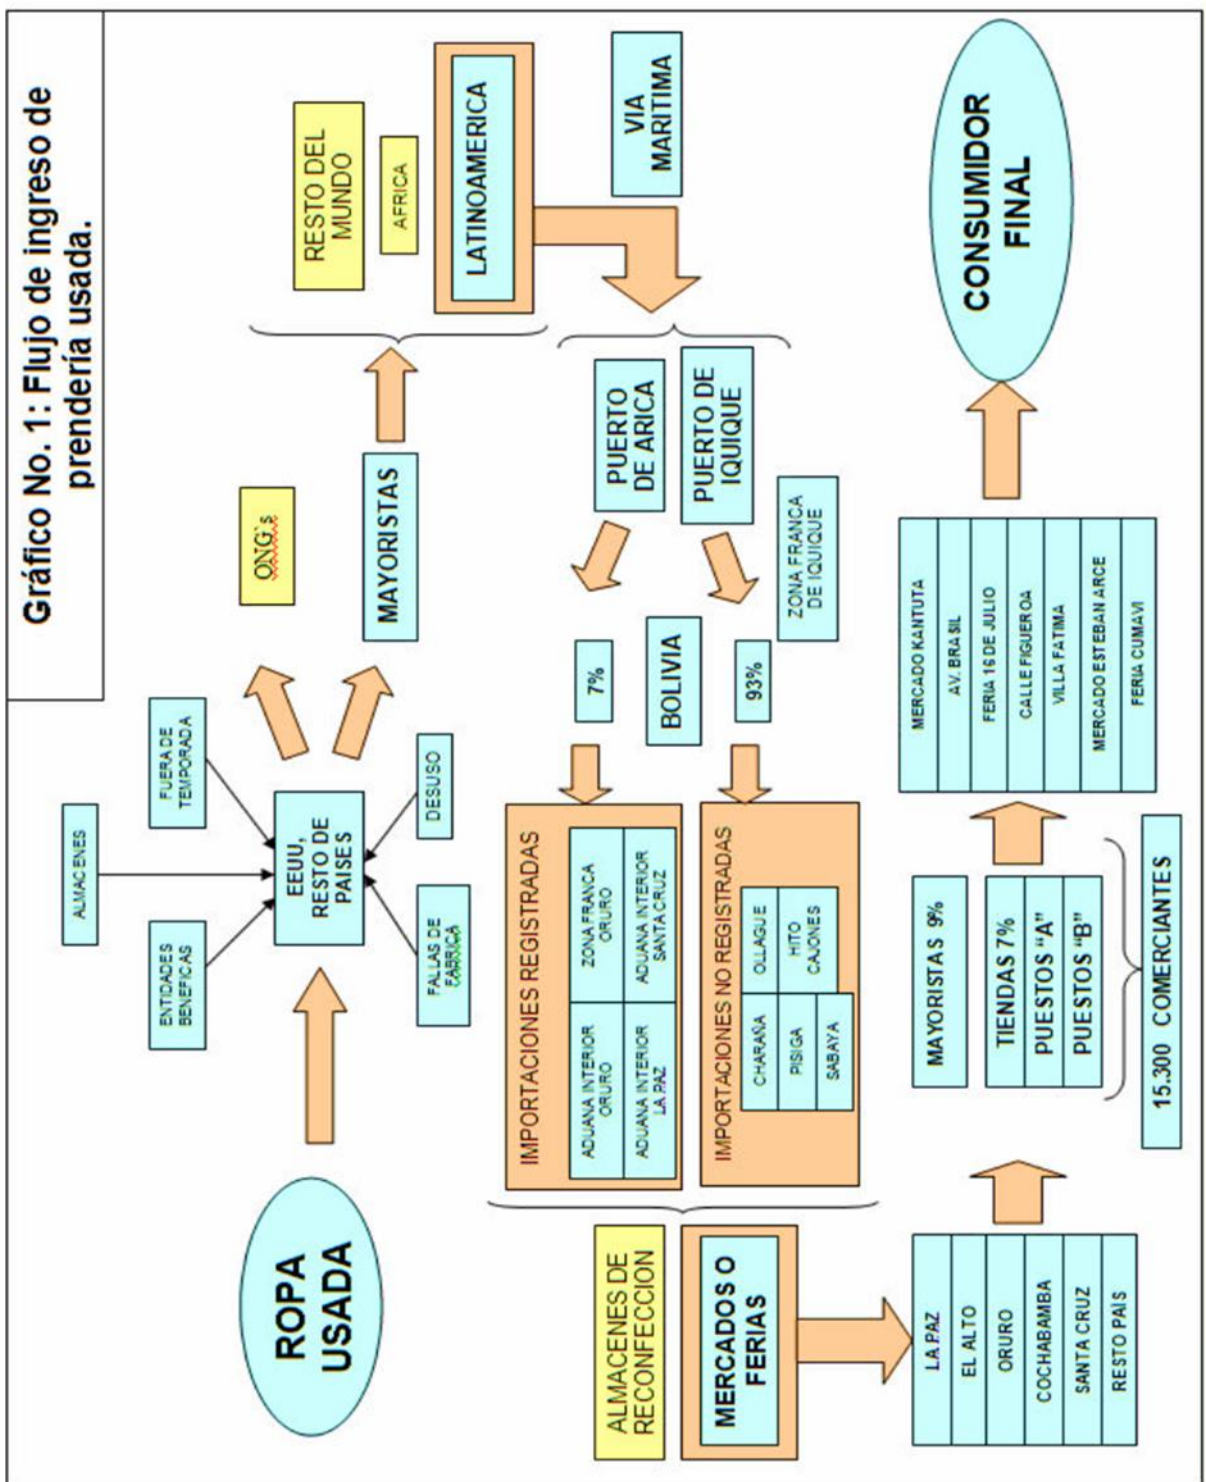 Gráfico No. 1: Flujo de ingreso de
prendería usada.
ROPA
USADA
ENTIDADES
BENEFICAS
ALMACENES
FUERA DE
TEMPORADA
EEUU,
RESTO DE
PAISES
FALLAS DE
FABRICA
DESUSO
ONG`s
MAYORISTAS
RESTO DEL
MUNDO
AFRICA
LATINOAMERICA
VIA
MARITIMA
PUERTO
DE ARICA
PUERTO DE
IQUIQUE
ZONA FRANCA
DE IQUIQUE
7%
BOLIVIA
93%
IMPORTACIONES REGISTRADAS
ADUANA INTERIOR
ORURO
ZONA FRANCA
ORURO
ADUANA INTERIOR
LA PAZ
ADUANA INTERIOR
SANTA CRUZ
IMPORTACIONES NO REGISTRADAS
CHARAÑA
OLLAGUE
PISIGA
HITO
CAJONES
SABAYA
ALMACENES DE
RECONFECCION
MERCADOS O
FERIAS
LA PAZ
EL ALTO
ORURO
COCHABAMBA
SANTA CRUZ
RESTO PAÍS
MAYORISTAS 9%
TIENDAS 7%
PUESTOS “A”
PUESTOS “B”
15.300 COMERCIANTES
MERCADO KANTUTA
AV. BRASIL
FERIA 16 DE JULIO
CALLE FIGUEROA
VILLA FATIMA
MERCADO ESTEBAN ARCE
FERIA CUMAVI
CONSUMIDOR
FINAL